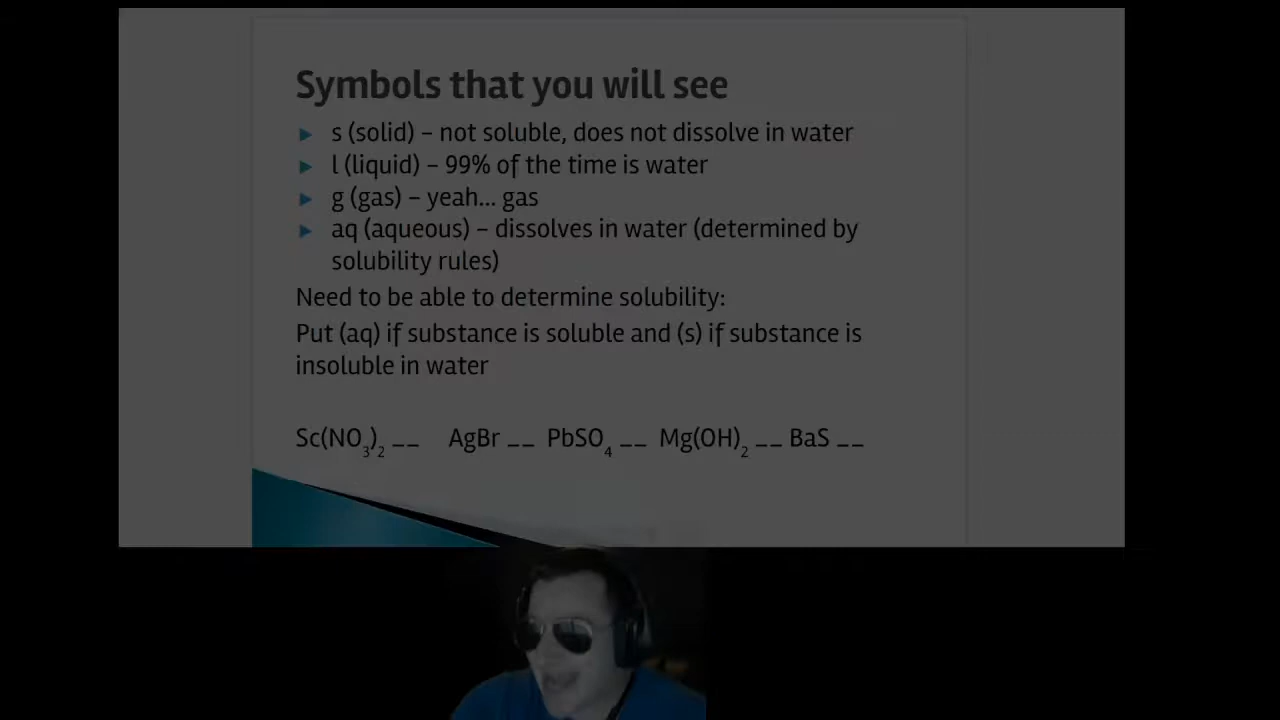 Symbols that you will see
s (solid) – not soluble, does not dissolve in water
l (liquid) – 99% of the time is water
g (gas) – yeah... gas
aq (aqueous) – dissolves in water (determined by
solubility rules)
Need to be able to determine solubility:
Put (aq) if substance is soluble and (s) if substance is
insoluble in water
Sc(NO₃)₂ __ AgBr __ PbSO₄ __ Mg(OH)₂ __ BaS __